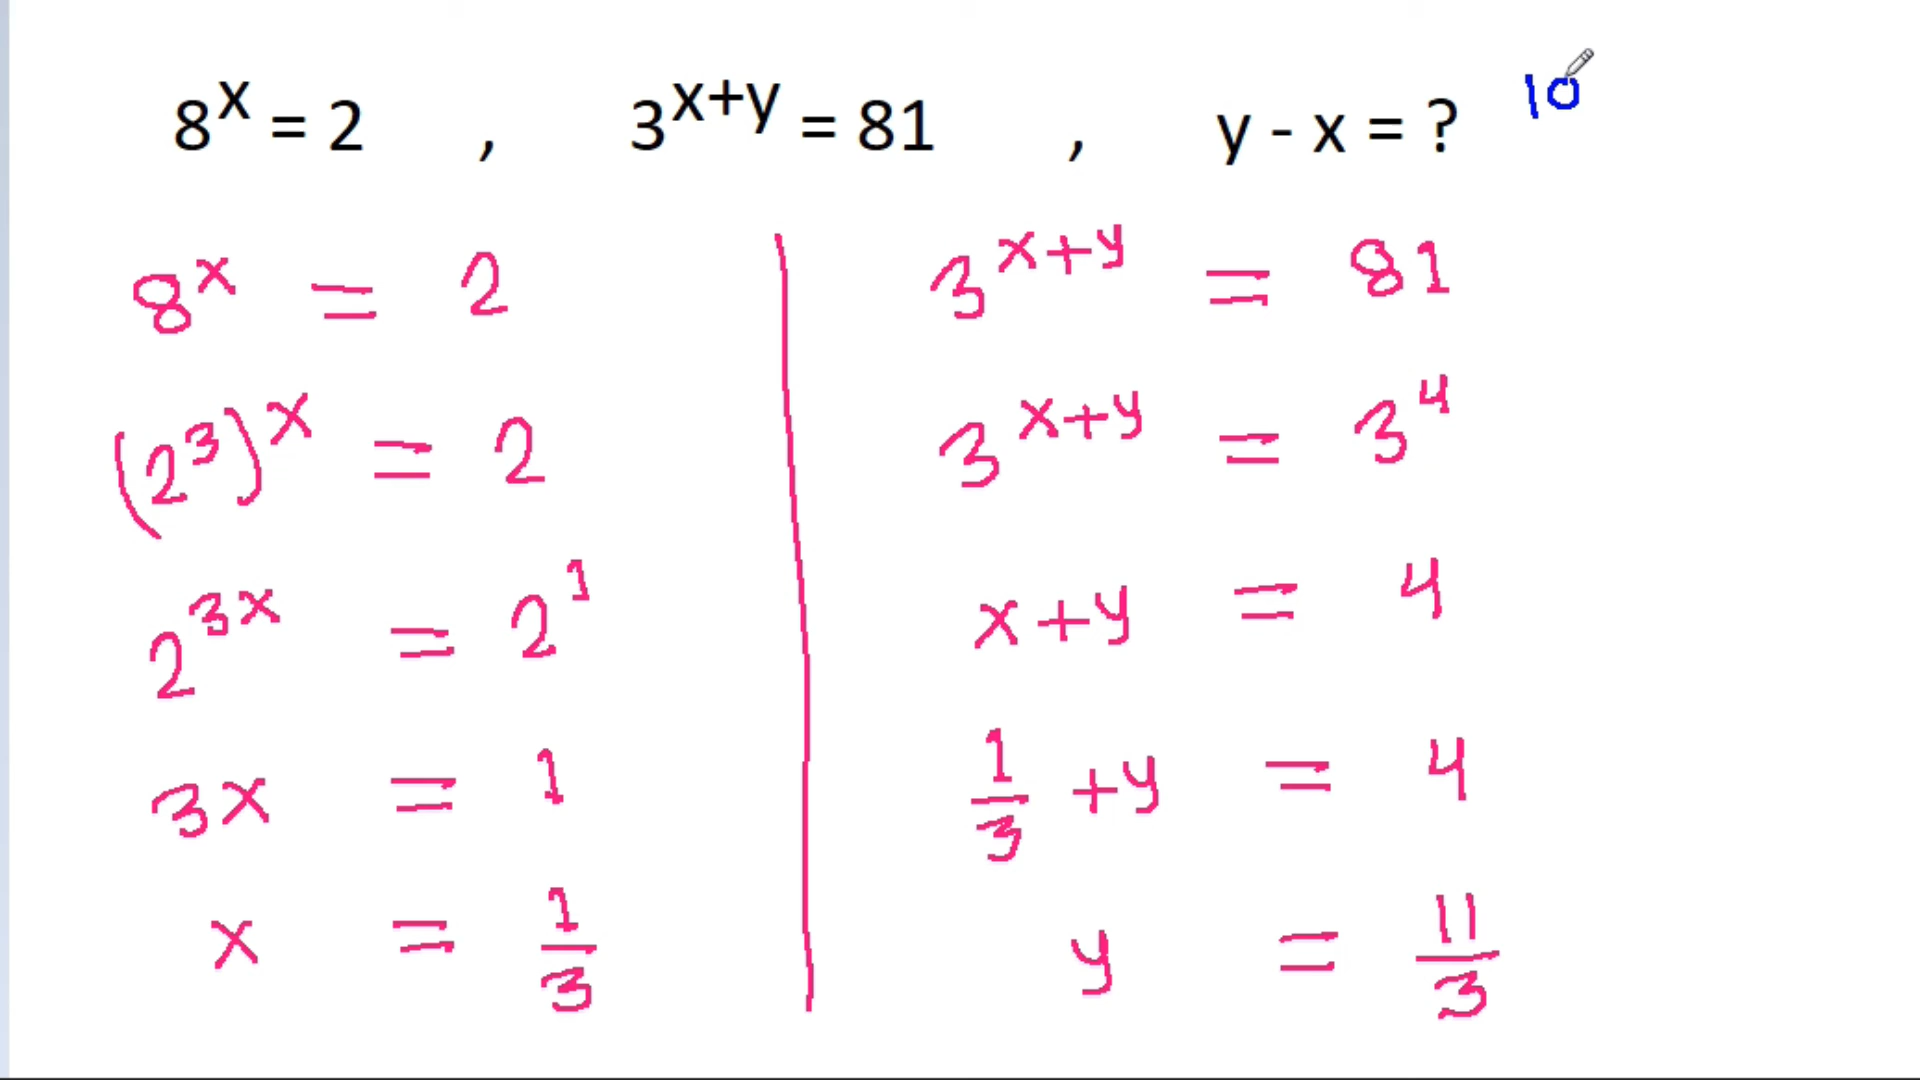 8^x = 2 , 3^(x+y) = 81 , y - x = ? 10
8^x = 2
(2^3)^x = 2
2^(3x) = 2^1
3x = 1
x = 1/3
3^(x+y) = 81
3^(x+y) = 3^4
x+y = 4
1/3 +y = 4
y = 11/3